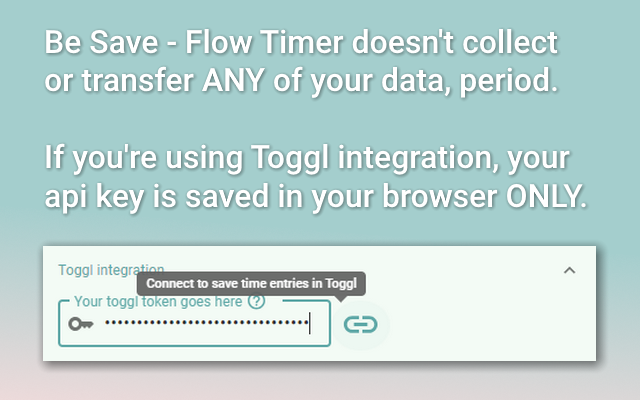 Be Save - Flow Timer doesn't collect
or transfer ANY of your data, period.
If you're using Toggl integration, your
api key is saved in your browser ONLY.
Toggl integration
Connect to save time entries in Toggl
Your toggl token goes here ?
••••••••••••••••••••••••••••••••